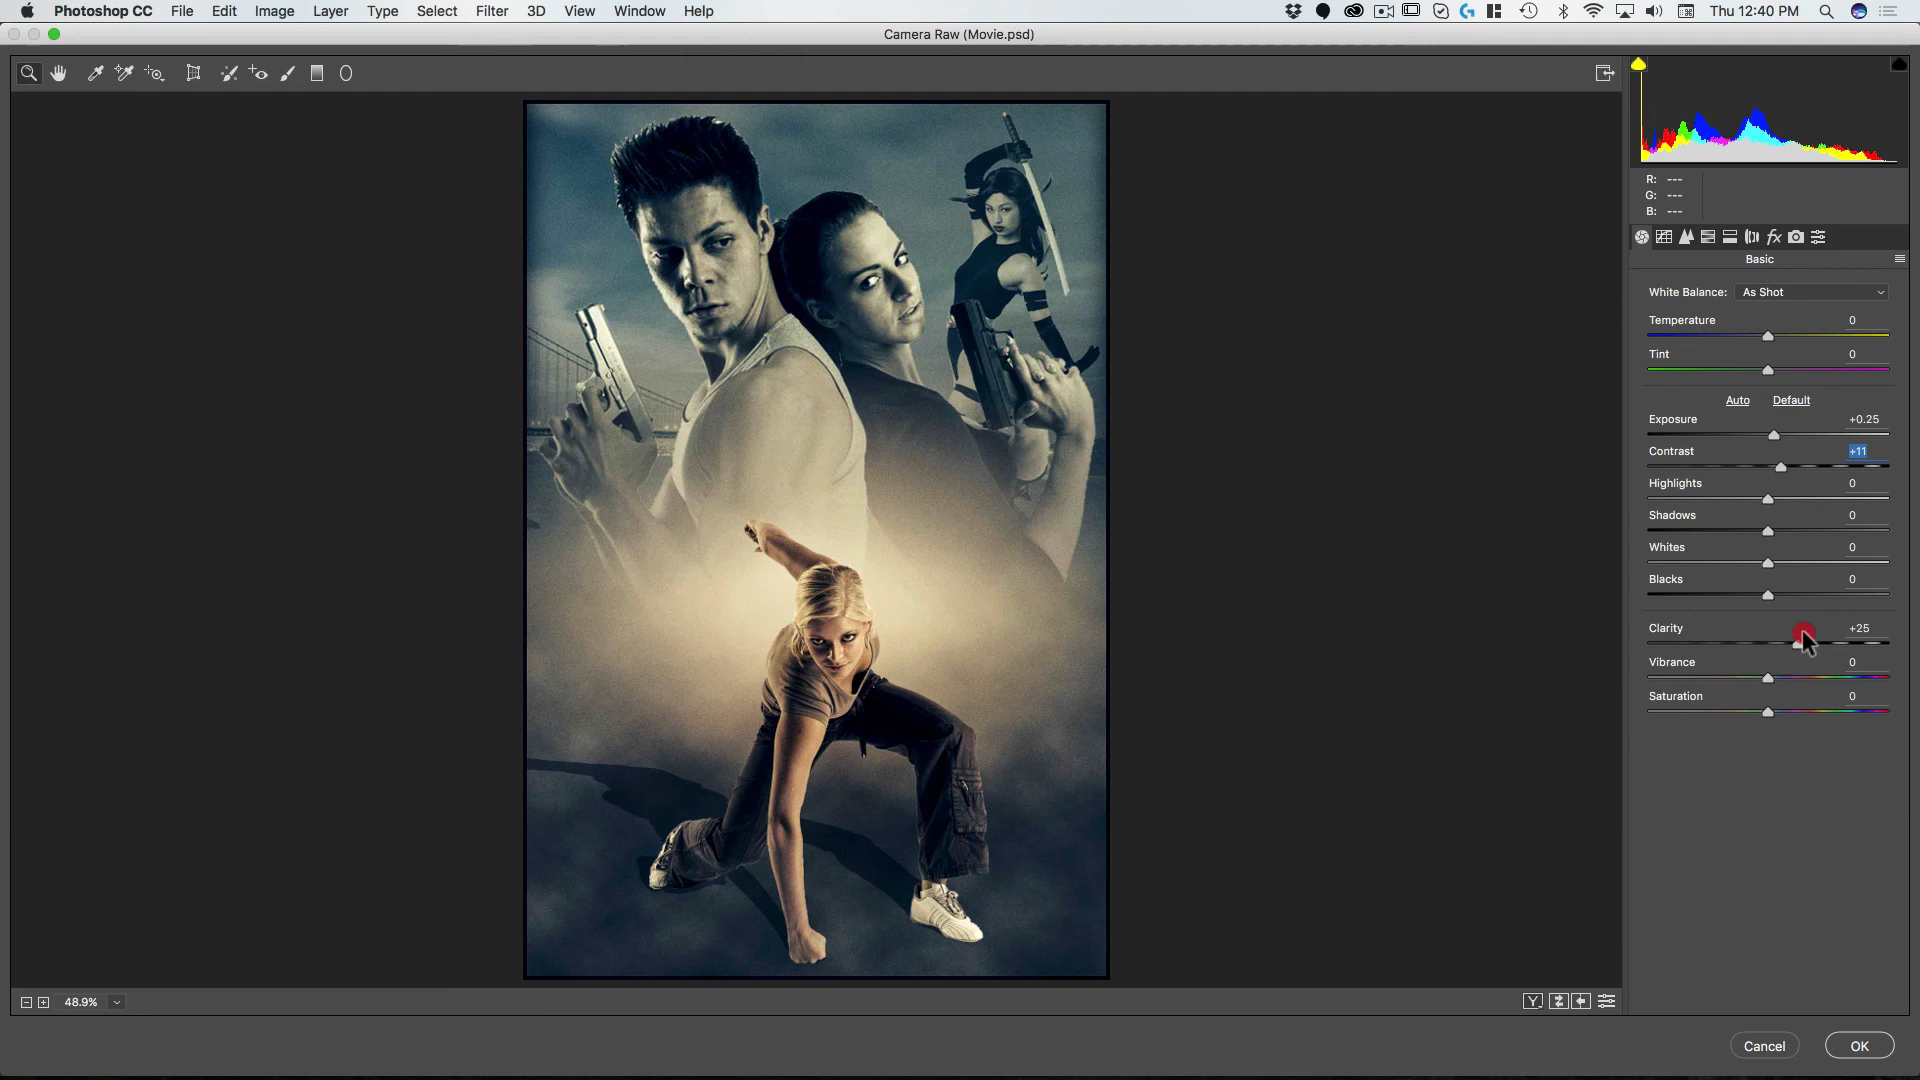 Photoshop CC File Edit Image Layer Type Select Filter 3D View Window Help Thu 12:40 PM
Camera Raw (Movie.psd)
R: ---
G: ---
B: ---
fx
Basic
White Balance: As Shot
Temperature 0
Tint 0
Auto Default
Exposure +0.25
Contrast +11
Highlights 0
Shadows 0
Whites 0
Blacks 0
Clarity +25
Vibrance 0
Saturation 0
48.9% Y
Cancel OK